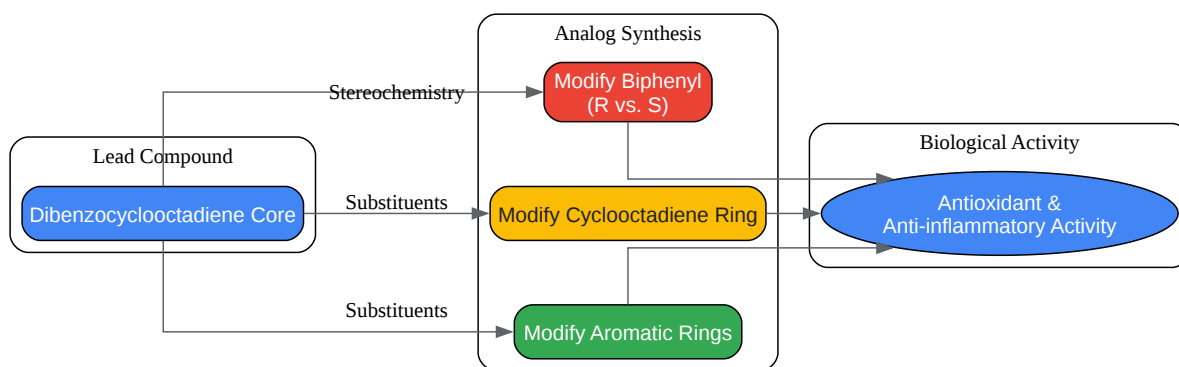 Analog Synthesis
Modify Biphenyl
(R vs. S)
Stereochemistry
Lead Compound
Dibenzocyclooctadiene Core
Substituents
Modify Cyclooctadiene Ring
Biological Activity
Antioxidant &
Anti-inflammatory Activity
Substituents
Modify Aromatic Rings